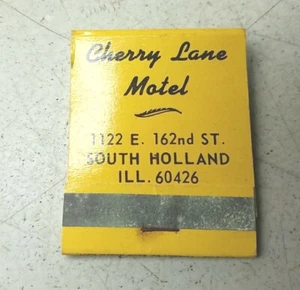 Cherry Lane
Motel
1122 E. 162nd ST.
SOUTH HOLLAND
ILL. 60426